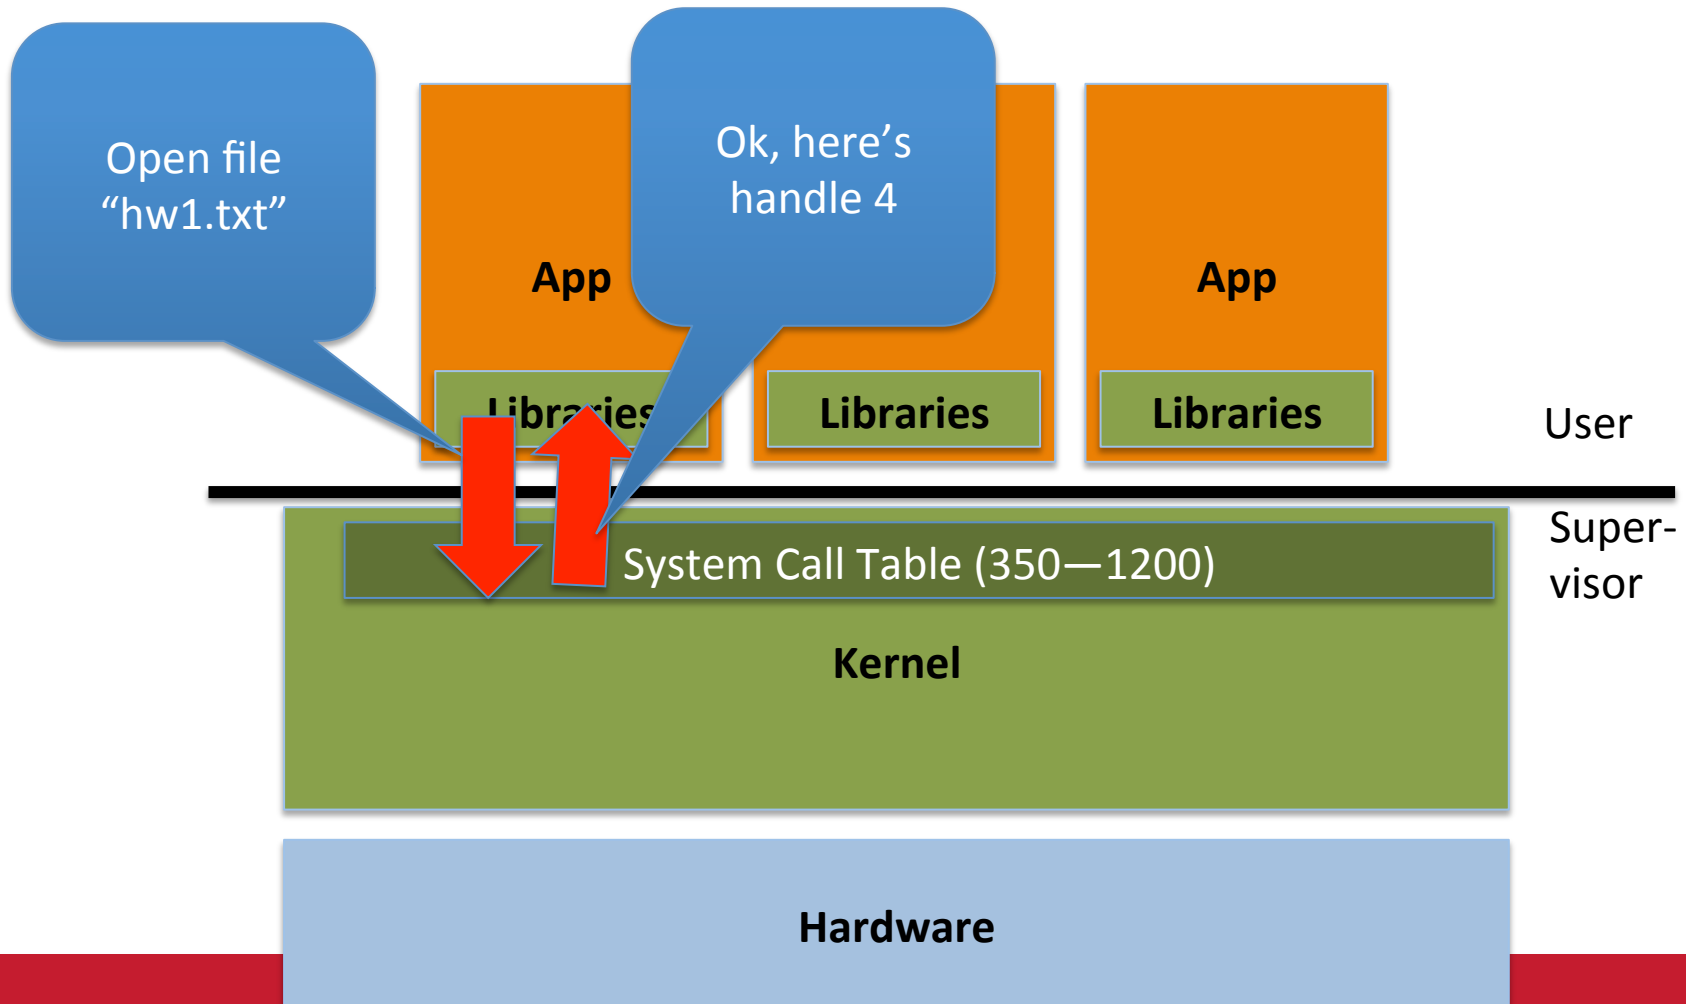 Open file
“hw1.txt”
Ok, here’s
handle 4
App
App
Libraries
Libraries
Libraries
User
Super-
visor
System Call Table (350—1200)
Kernel
Hardware